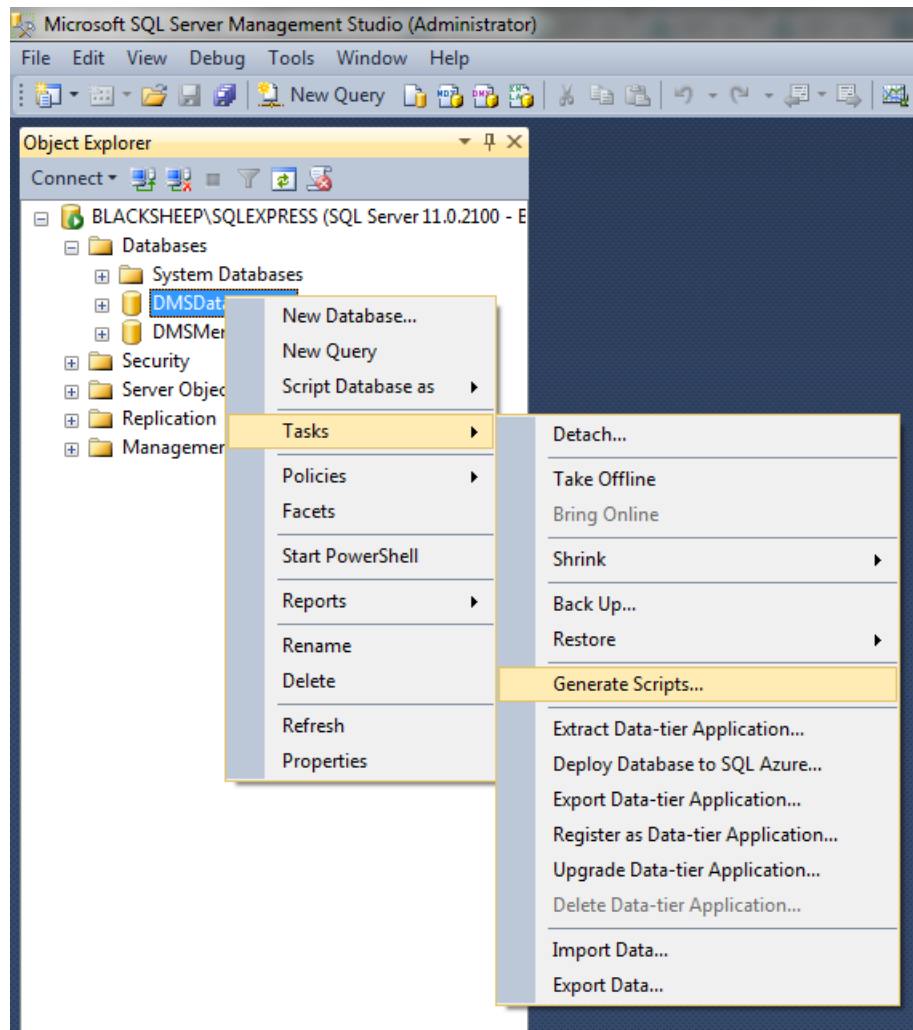 Microsoft SQL Server Management Studio (Administrator)
File Edit View Debug Tools Window Help
New Query
Object Explorer
Connect
BLACKSHEEP\SQLEXPRESS (SQL Server 11.0.2100 - E
Databases
System Databases
DMSData
DMSMer
Security
Server Objec
Replication
Managemen
New Database...
New Query
Script Database as
Tasks
Policies
Facets
Start PowerShell
Reports
Rename
Delete
Refresh
Properties
Detach...
Take Offline
Bring Online
Shrink
Back Up...
Restore
Generate Scripts...
Extract Data-tier Application...
Deploy Database to SQL Azure...
Export Data-tier Application...
Register as Data-tier Application...
Upgrade Data-tier Application...
Delete Data-tier Application...
Import Data...
Export Data...